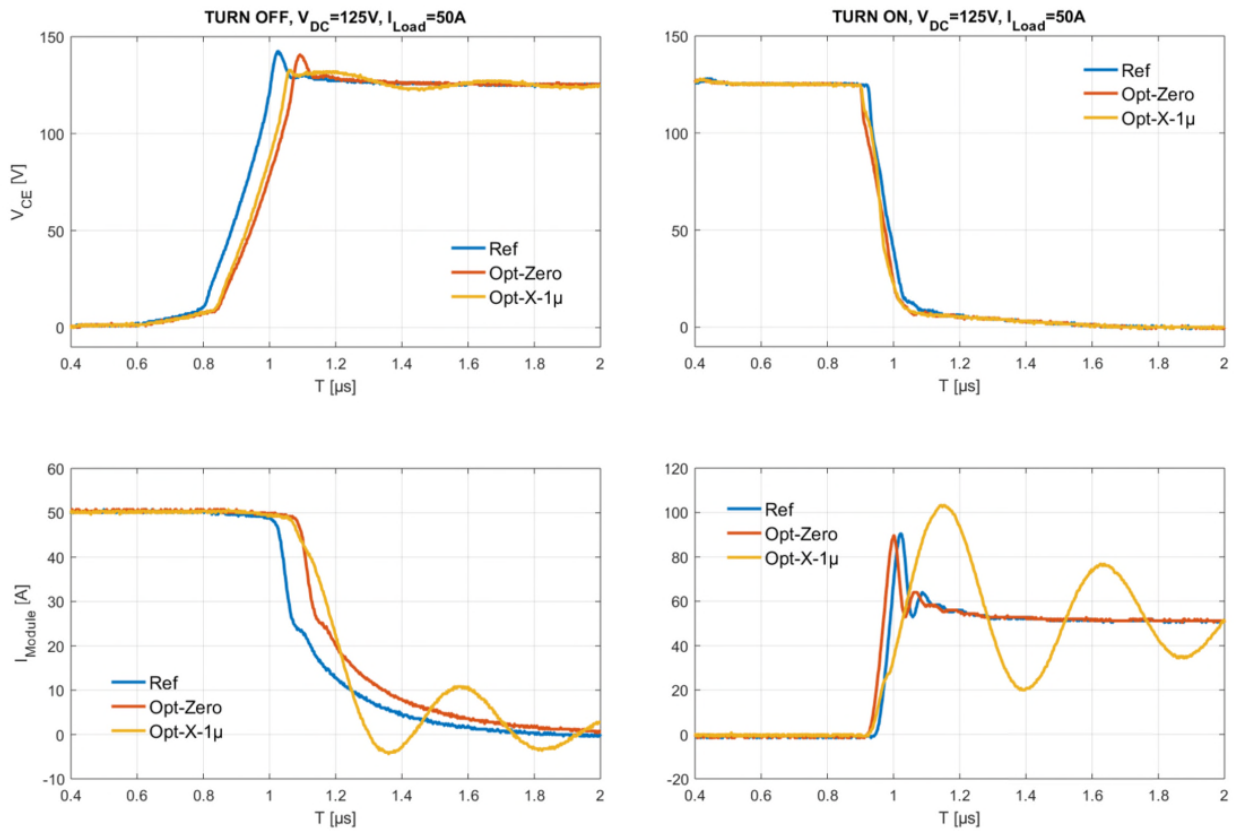 TURN OFF, V_DC=125V, I_Load=50A
150
100
50
0
V_CE [V]
Ref
Opt-Zero
Opt-X-1µ
0.4 0.6 0.8 1 1.2 1.4 1.6 1.8 2
T [µs]
TURN ON, V_DC=125V, I_Load=50A
150
100
50
0
Ref
Opt-Zero
Opt-X-1µ
0.4 0.6 0.8 1 1.2 1.4 1.6 1.8 2
T [µs]
60
50
40
30
20
10
0
-10
I_Module [A]
Ref
Opt-Zero
Opt-X-1µ
0.4 0.6 0.8 1 1.2 1.4 1.6 1.8 2
T [µs]
120
100
80
60
40
20
0
-20
Ref
Opt-Zero
Opt-X-1µ
0.4 0.6 0.8 1 1.2 1.4 1.6 1.8 2
T [µs]